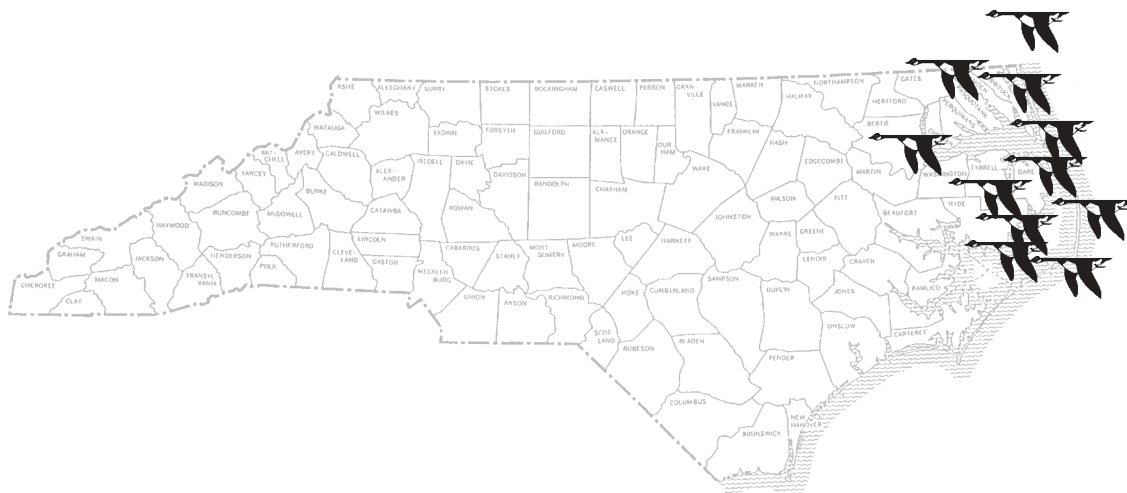 ASHE
ALLEGHANY
SURRY
STOKES
ROCKINGHAM
CASWELL
PERSON
GRAN-
VILLE
VANCE
WARREN
HALIFAX
NORTHAMPTON
GATES
HERTFORD
BERTIE
WILKES
WATAUGA
YADKIN
FORSYTH
GUILFORD
ALA-
MANCE
ORANGE
DUR
HAM
FRANKLIN
NASH
EDGECOMBE
MARTIN
WASHINGTON
TYRRELL
DARE
MIT-
CHELL
AVERY
CALDWELL
ALEX-
ANDER
IREDELL
DAVIE
DAVIDSON
RANDOLPH
CHATHAM
WAKE
WILSON
PITT
BEAUFORT
HYDE
MADISON
YANCEY
BURKE
CATAWBA
ROWAN
JOHNSTON
WAYNE
GREENE
HAYWOOD
BUNCOMBE
McDOWELL
LINCOLN
CABARRUS
STANLY
MONT
GOMERY
MOORE
LEE
HARNETT
LENOIR
CRAVEN
SWAIN
GRAHAM
JACKSON
HENDERSON
RUTHERFORD
POLK
CLEVE-
LAND
GASTON
MECKLEN
BURG
CHEROKEE
MACON
CLAY
TRANSYL
VANIA
UNION
ANSON
RICHMOND
HOKE
CUMBERLAND
SAMPSON
DUPLIN
JONES
PAMLICO
SCOT
LAND
ROBESON
BLADEN
ONSLOW
CARTERET
PENDER
COLUMBUS
BRUNSWICK
NEW
HANOVER